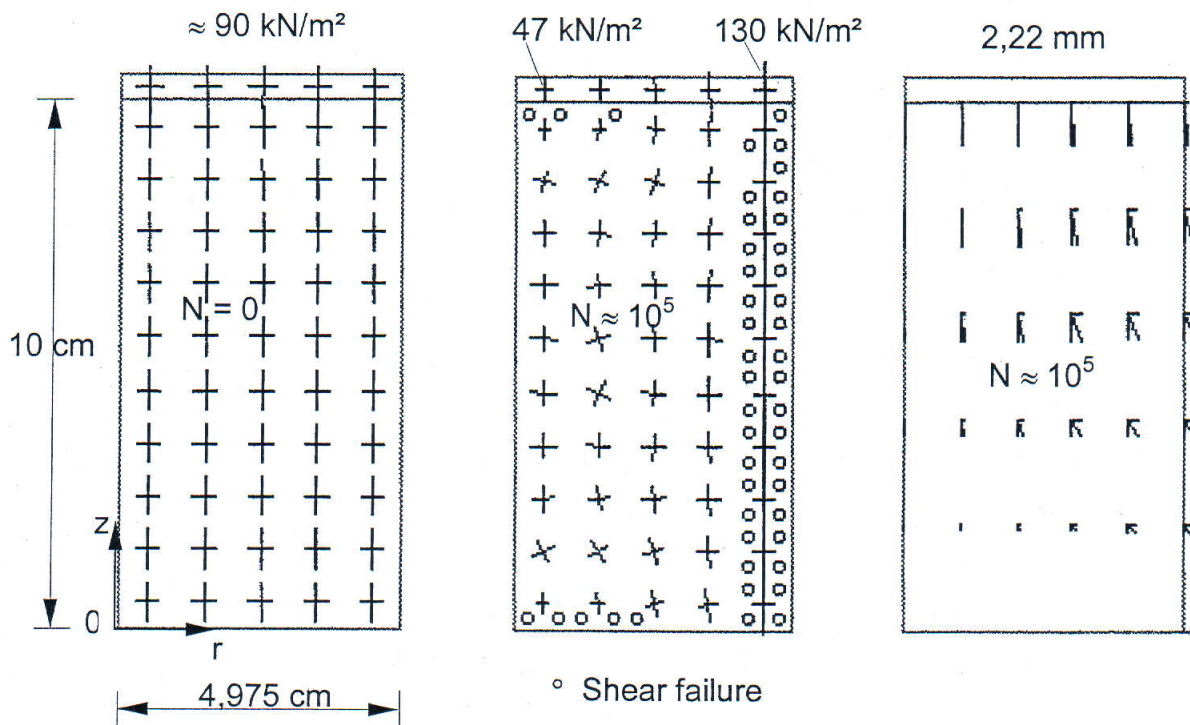 ≈ 90 kN/m²
47 kN/m²
130 kN/m²
2,22 mm
N = 0
N ≈ 10⁵
10 cm
N ≈ 10⁵
z
0
r
4,975 cm
° Shear failure